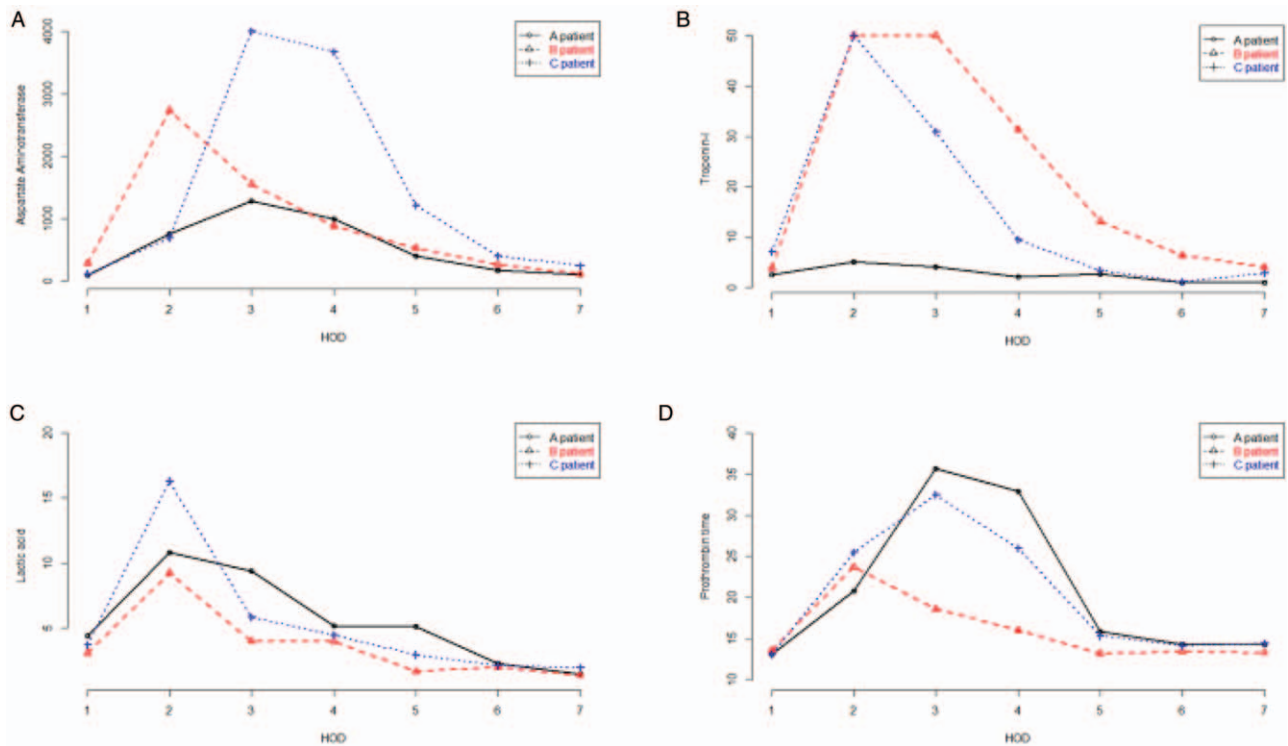 A
Aspartate Aminotransferase
4000
3000
2000
1000
0
A patient
B patient
C patient
1 2 3 4 5 6 7
HOD
B
Troponin-I
50
40
30
20
10
0
A patient
B patient
C patient
1 2 3 4 5 6 7
HOD
C
Lactic acid
20
15
10
5
A patient
B patient
C patient
1 2 3 4 5 6 7
HOD
D
Prothrombin time
40
35
30
25
20
15
10
A patient
B patient
C patient
1 2 3 4 5 6 7
HOD